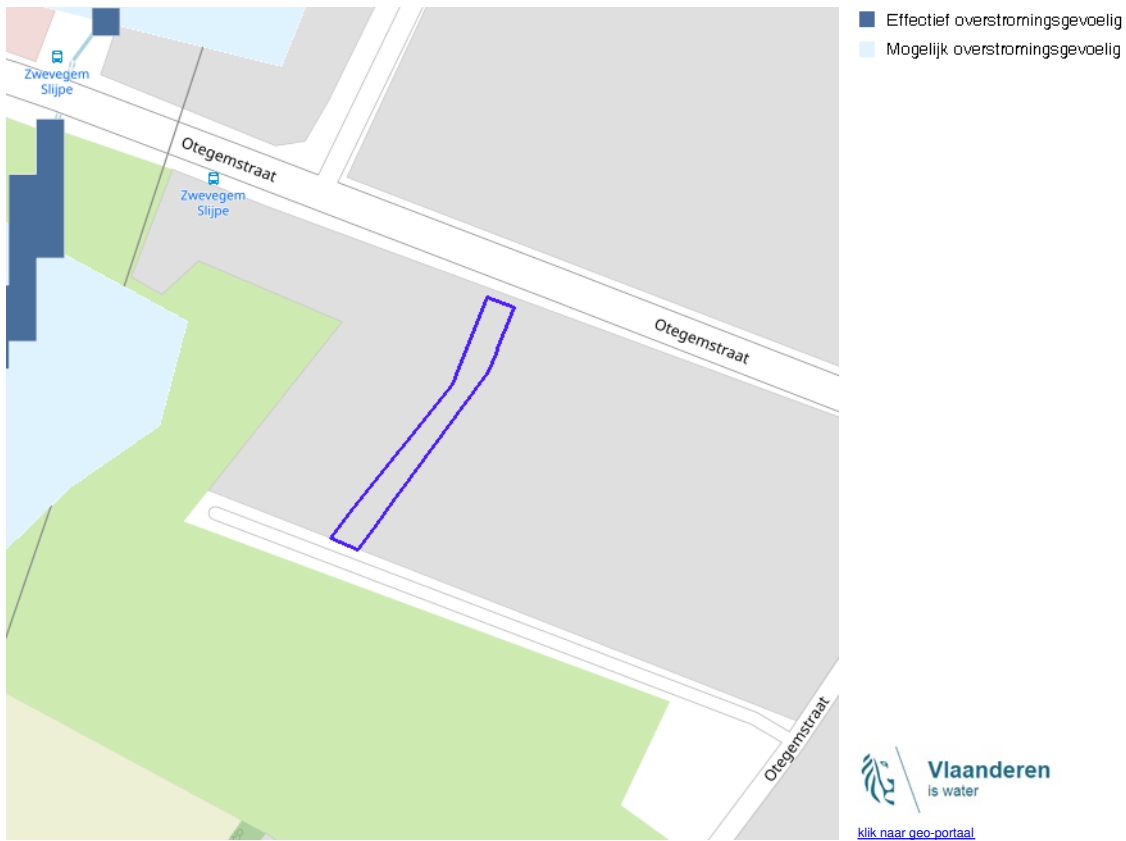 Effectief overstromingsgevoelig
Mogelijk overstromingsgevoelig
Zwevegem
Slijpe
Otegemstraat
Zwevegem
Slijpe
Otegemstraat
Otegemstraat
Vlaanderen
is water
klik naar geo-portaal